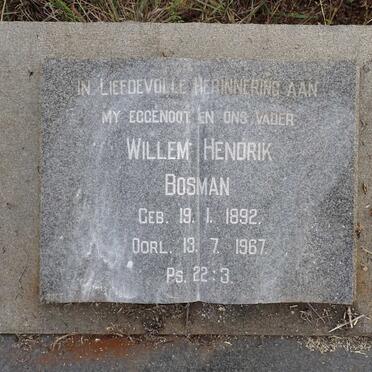 IN LIEFDEVOLLE HERINNERING AAN
MY EGGENOOT EN ONS VADER
WILLEM HENDRIK
BOSMAN
GEB. 19. 1. 1892.
OORL. 13. 7. 1967.
PS. 22:3.